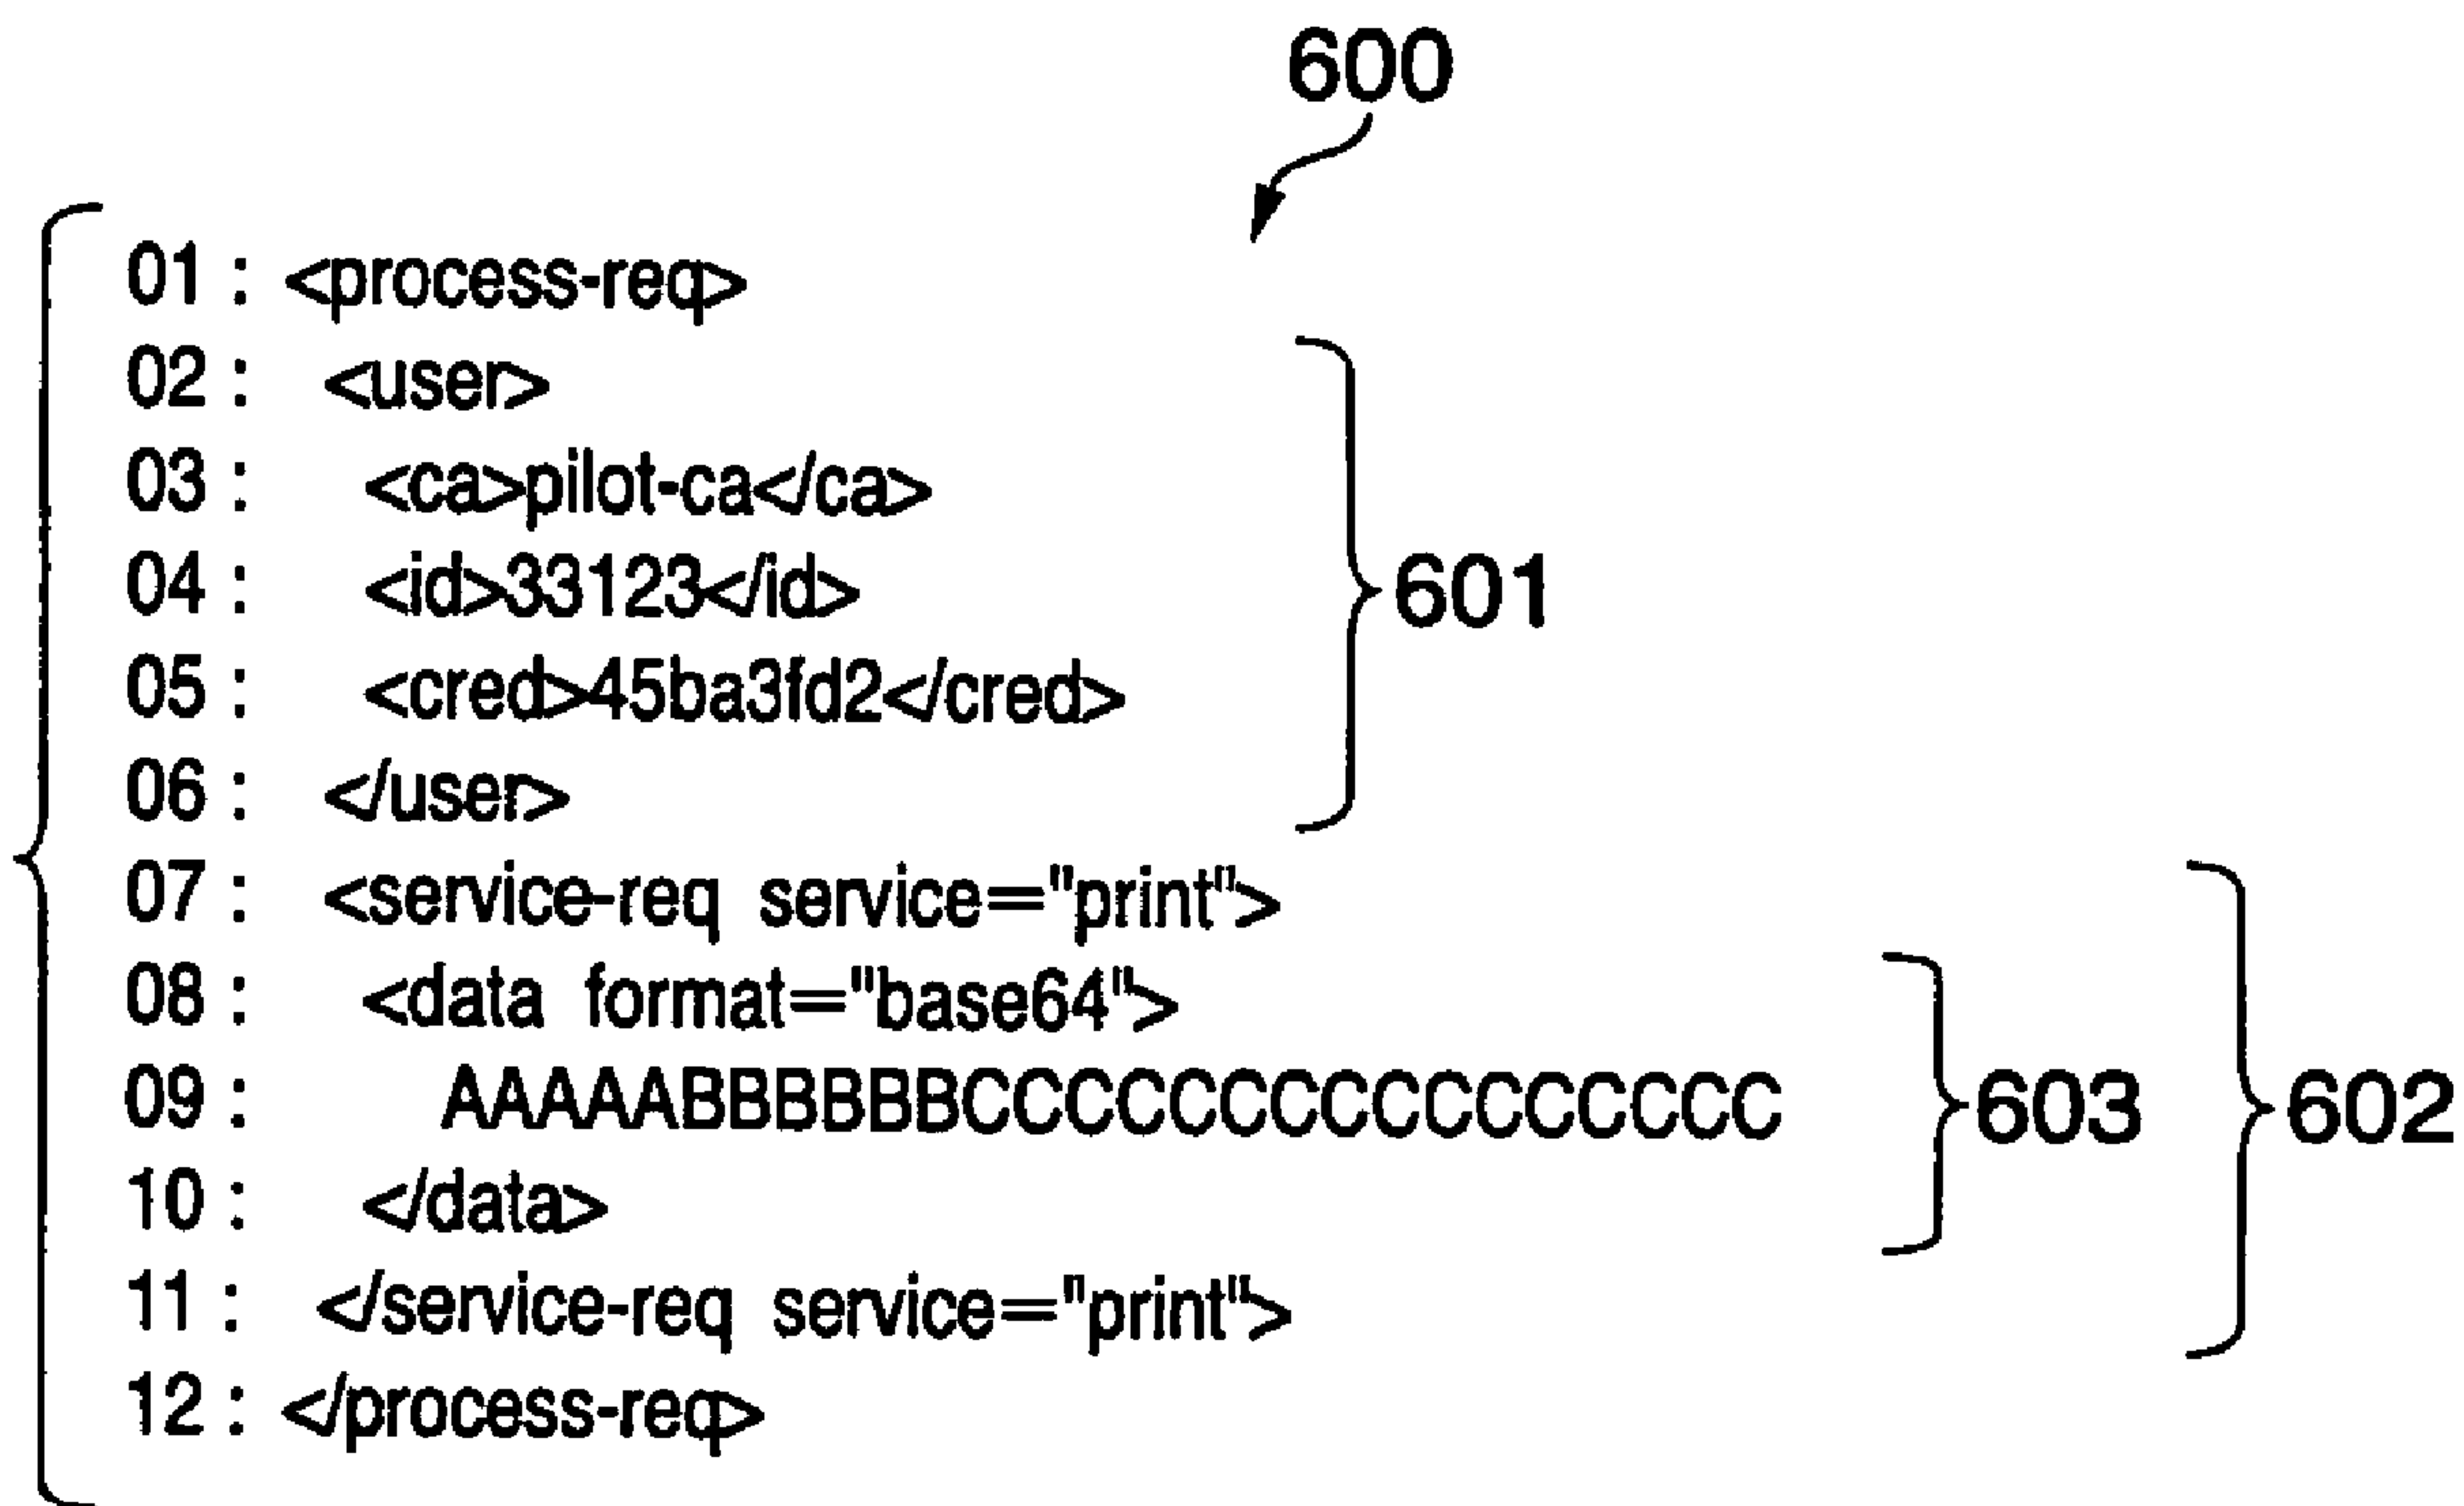 600
01 : <process-req>
02 : <user>
03 : <ca>pilot-ca</ca>
04 : <id>33123</id>
601
05 : <cred>45ba3fd2</cred>
06 : </user>
07 : <service-req service="print">
08 : <data format="base64">
09 : AAAAABBBBBBCCCCCCCCCCCCCCCC
603
602
10 : </data>
11 : </service-req service="print">
12 : </process-req>